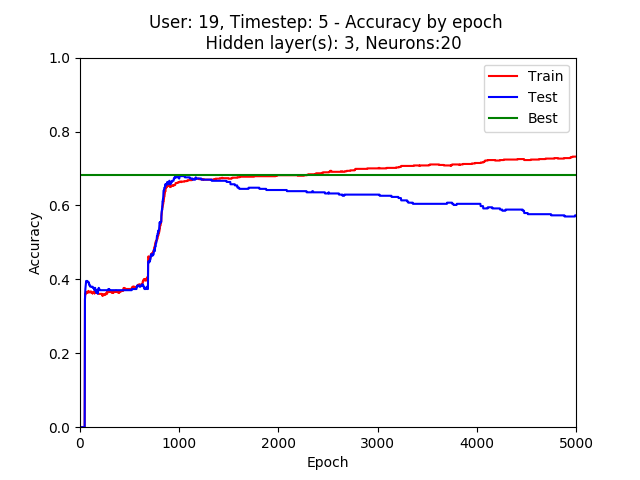 User: 19, Timestep: 5 - Accuracy by epoch
Hidden layer(s): 3, Neurons:20
1.0
0.8
0.6
0.4
0.2
0.0
Accuracy
Train
Test
Best
0 1000 2000 3000 4000 5000
Epoch